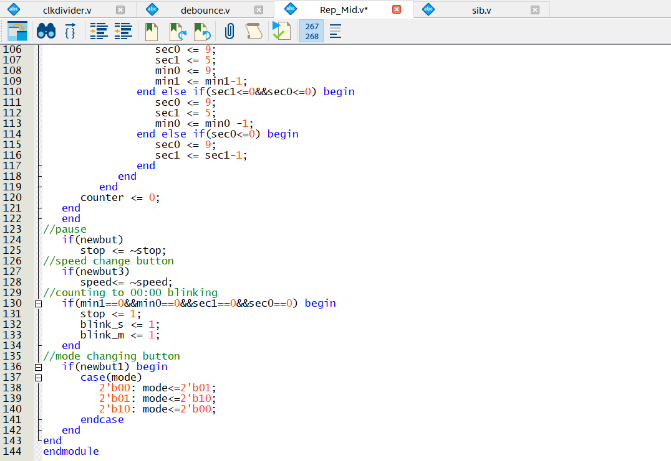 clkdivider.v debounce.v Rep_Mid.v* sib.v
267
268
106 sec0 <= 9;
107 sec1 <= 5;
108 min0 <= 9;
109 min1 <= min1-1;
110 end else if(sec1<=0&&sec0<=0) begin
111 sec0 <= 9;
112 sec1 <= 5;
113 min0 <= min0 -1;
114 end else if(sec0<=0) begin
115 sec0 <= 9;
116 sec1 <= sec1-1;
117 end
118 end
119 end
120 counter <= 0;
121 end
122 end
123 //pause
124 if(newbut)
125 stop <= ~stop;
126 //speed change button
127 if(newbut3)
128 speed<= ~speed;
129 //counting to 00:00 blinking
130 if(min1==0&&min0==0&&sec1==0&&sec0==0) begin
131 stop <= 1;
132 blink_s <= 1;
133 blink_m <= 1;
134 end
135 //mode changing button
136 if(newbut1) begin
137 case(mode)
138 2'b00: mode<=2'b01;
139 2'b01: mode<=2'b10;
140 2'b10: mode<=2'b00;
141 endcase
142 end
143 end
144 endmodule